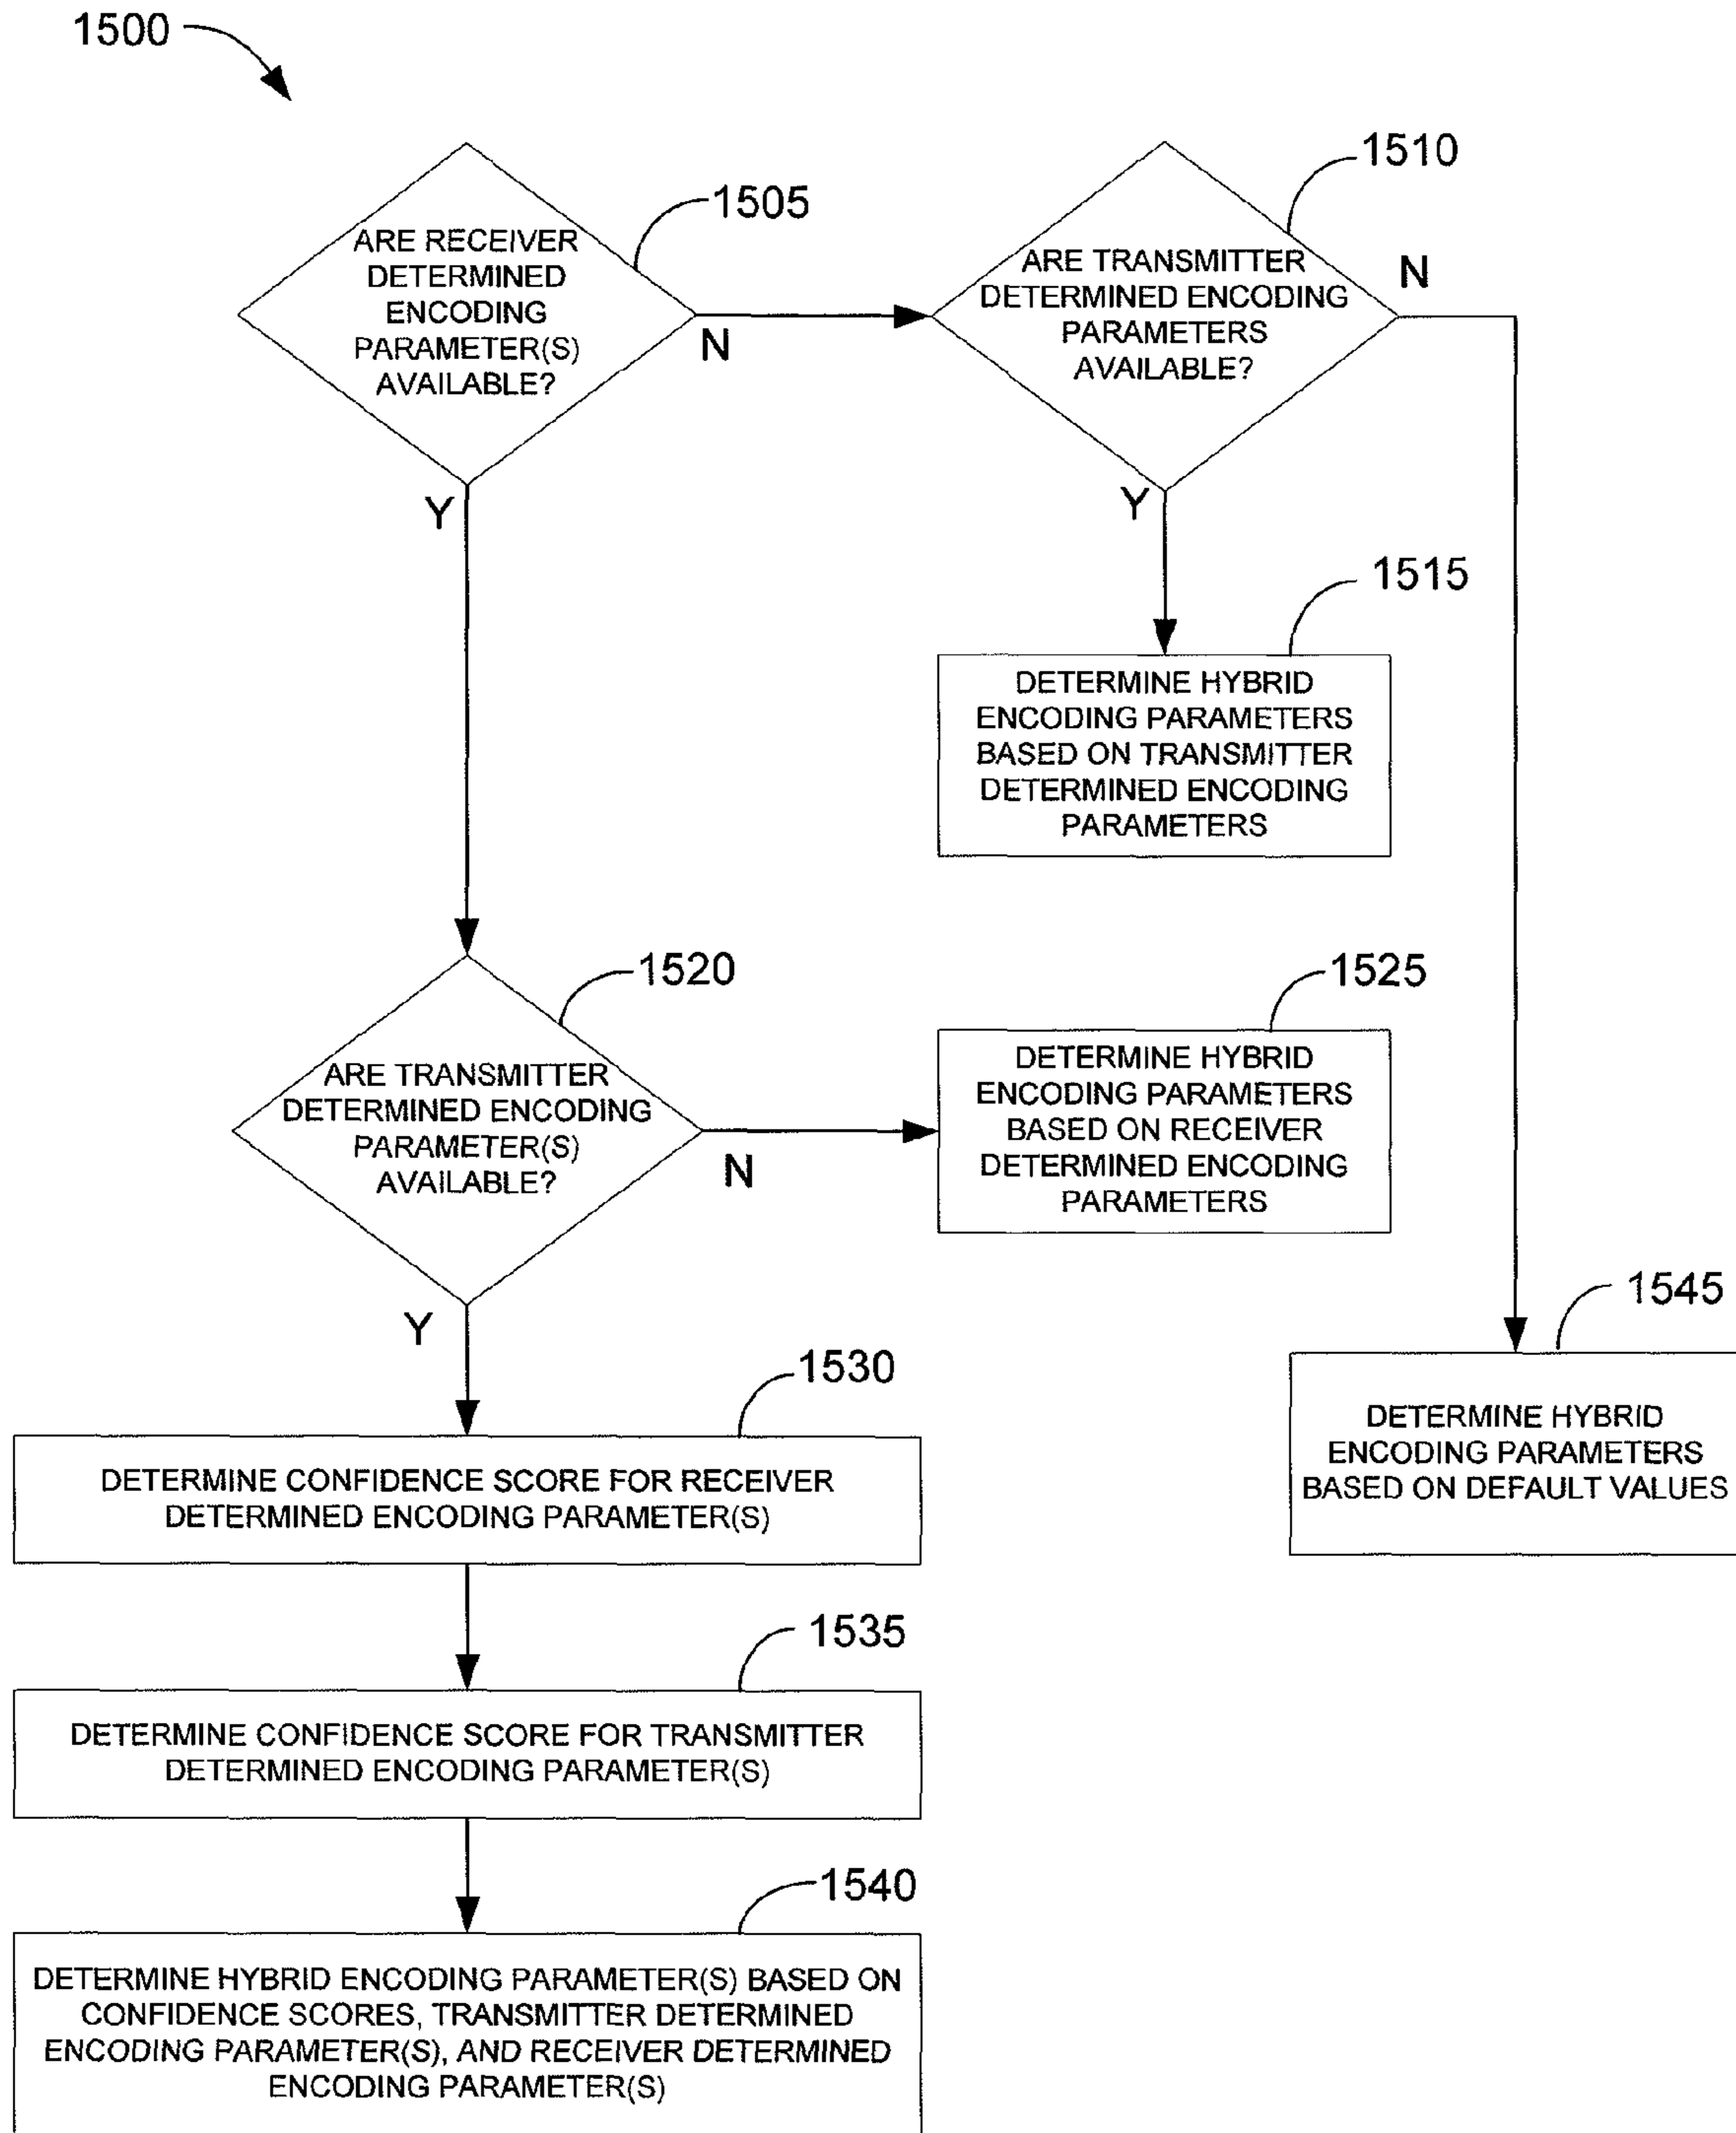 1500
1505
ARE RECEIVER
DETERMINED
ENCODING
PARAMETER(S)
AVAILABLE?
N
Y
1510
ARE TRANSMITTER
DETERMINED ENCODING
PARAMETERS
AVAILABLE?
N
Y
1515
DETERMINE HYBRID
ENCODING PARAMETERS
BASED ON TRANSMITTER
DETERMINED ENCODING
PARAMETERS
1520
ARE TRANSMITTER
DETERMINED ENCODING
PARAMETER(S)
AVAILABLE?
N
Y
1525
DETERMINE HYBRID
ENCODING PARAMETERS
BASED ON RECEIVER
DETERMINED ENCODING
PARAMETERS
1545
DETERMINE HYBRID
ENCODING PARAMETERS
BASED ON DEFAULT VALUES
1530
DETERMINE CONFIDENCE SCORE FOR RECEIVER
DETERMINED ENCODING PARAMETER(S)
1535
DETERMINE CONFIDENCE SCORE FOR TRANSMITTER
DETERMINED ENCODING PARAMETER(S)
1540
DETERMINE HYBRID ENCODING PARAMETER(S) BASED ON
CONFIDENCE SCORES, TRANSMITTER DETERMINED
ENCODING PARAMETER(S), AND RECEIVER DETERMINED
ENCODING PARAMETER(S)